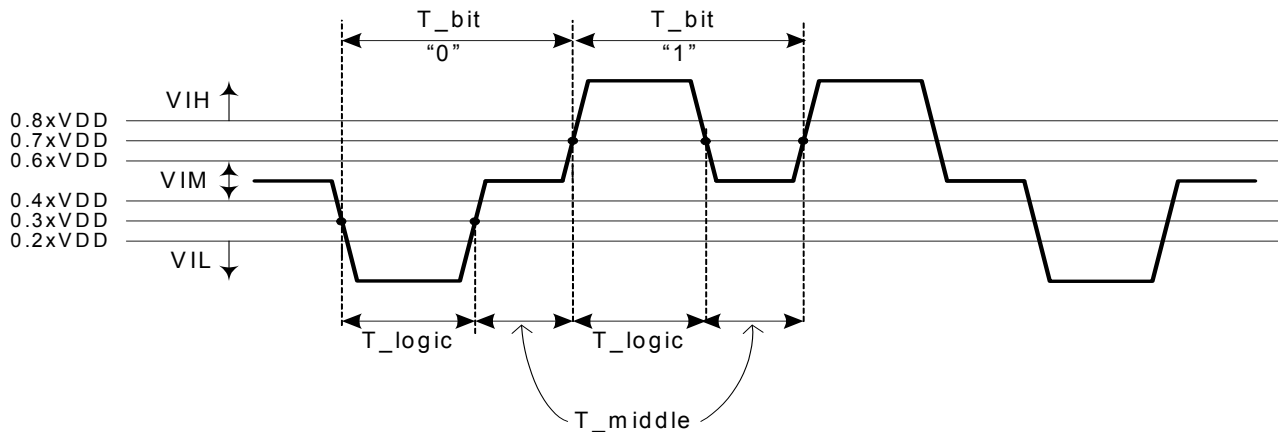 T_bit T_bit
“0” “1”
VIH
0.8xVDD
0.7xVDD
0.6xVDD
VIM
0.4xVDD
0.3xVDD
0.2xVDD
VIL
T_logic T_logic
T_middle